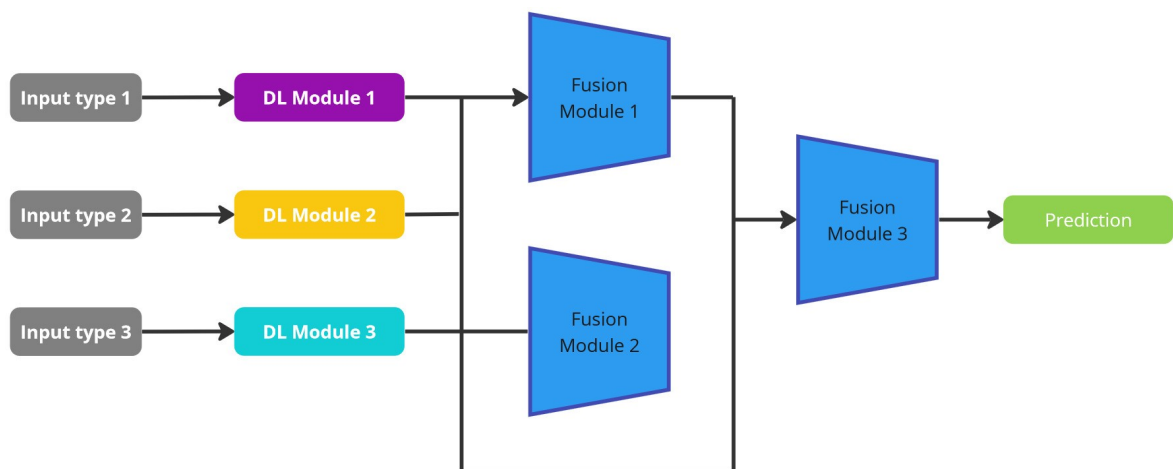 Input type 1
DL Module 1
Fusion
Module 1
Input type 2
DL Module 2
Fusion
Module 3
Prediction
Input type 3
DL Module 3
Fusion
Module 2